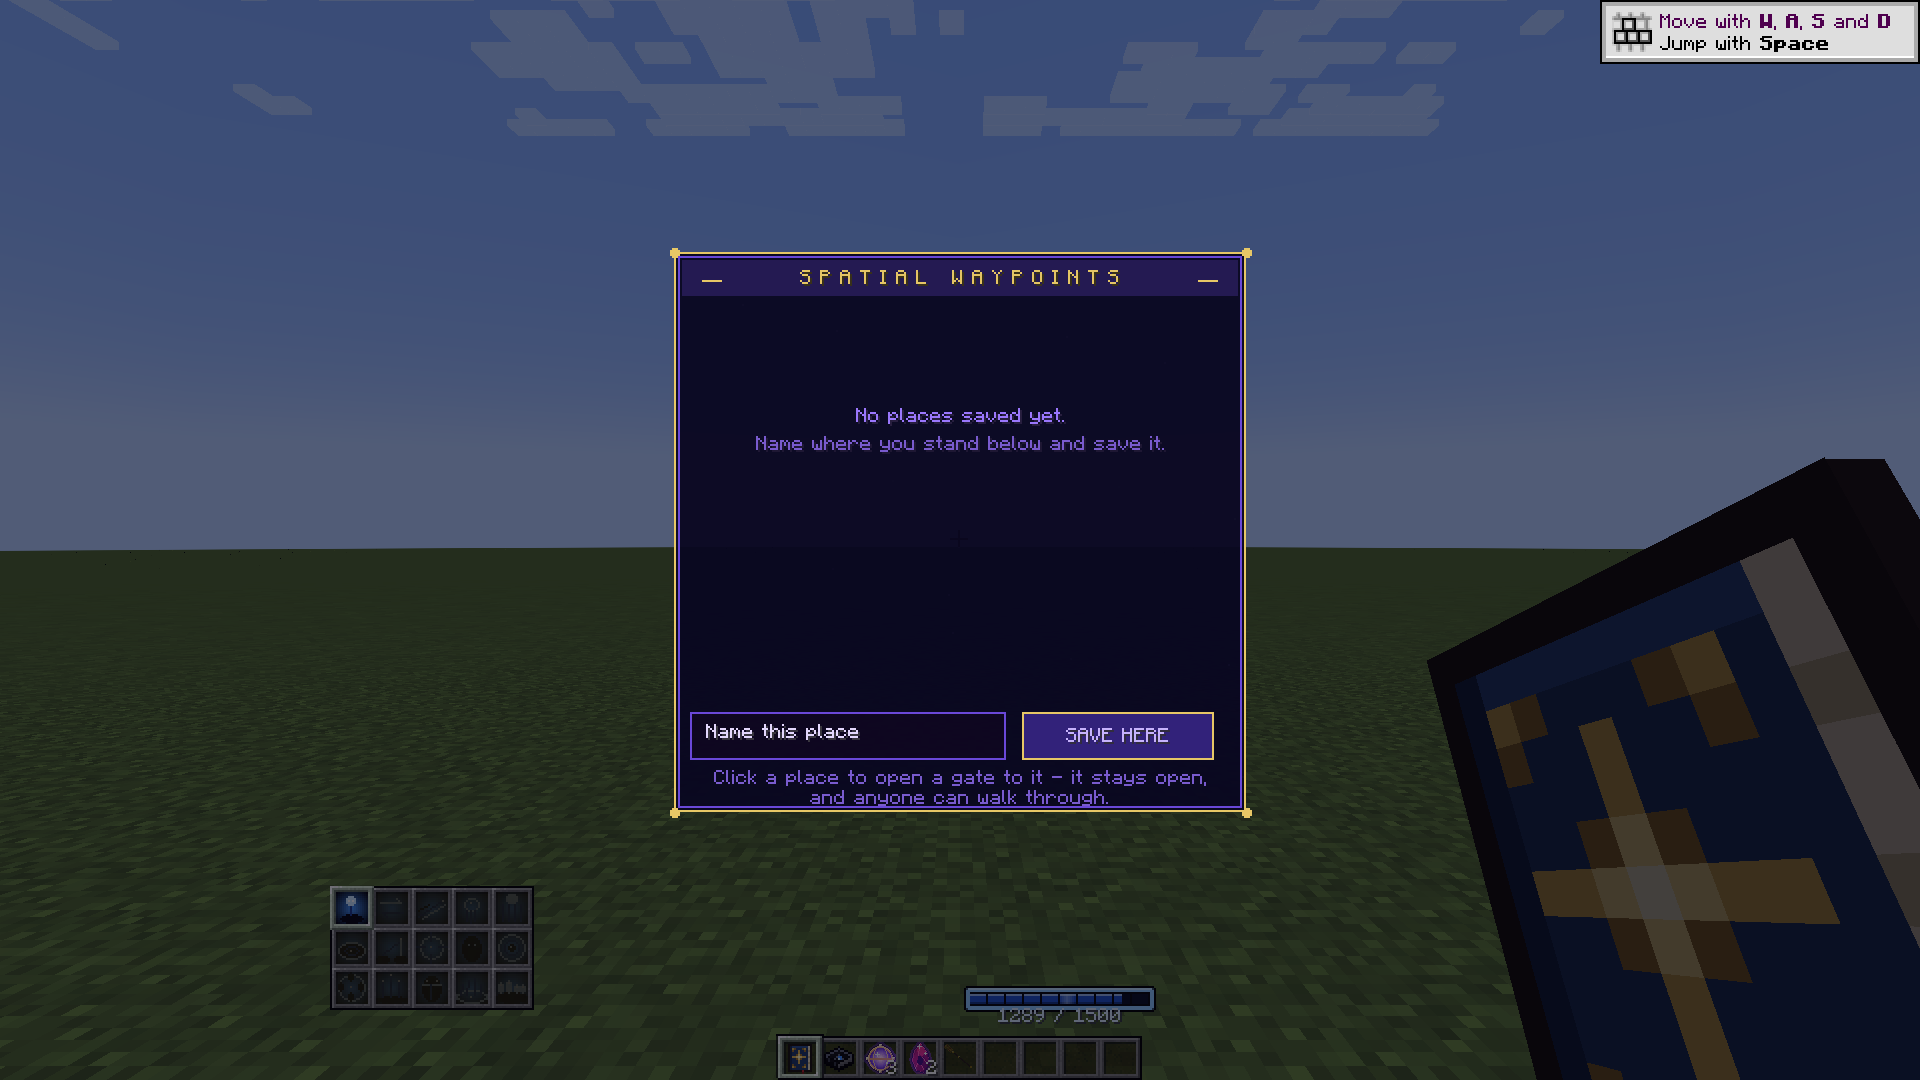 Move with W, A, S and D
Jump with Space
SPATIAL WAYPOINTS
No places saved yet.
Name where you stand below and save it.
Name this place
SAVE HERE
Click a place to open a gate to it – it stays open,
and anyone can walk through.
1289 / 1500
3
2